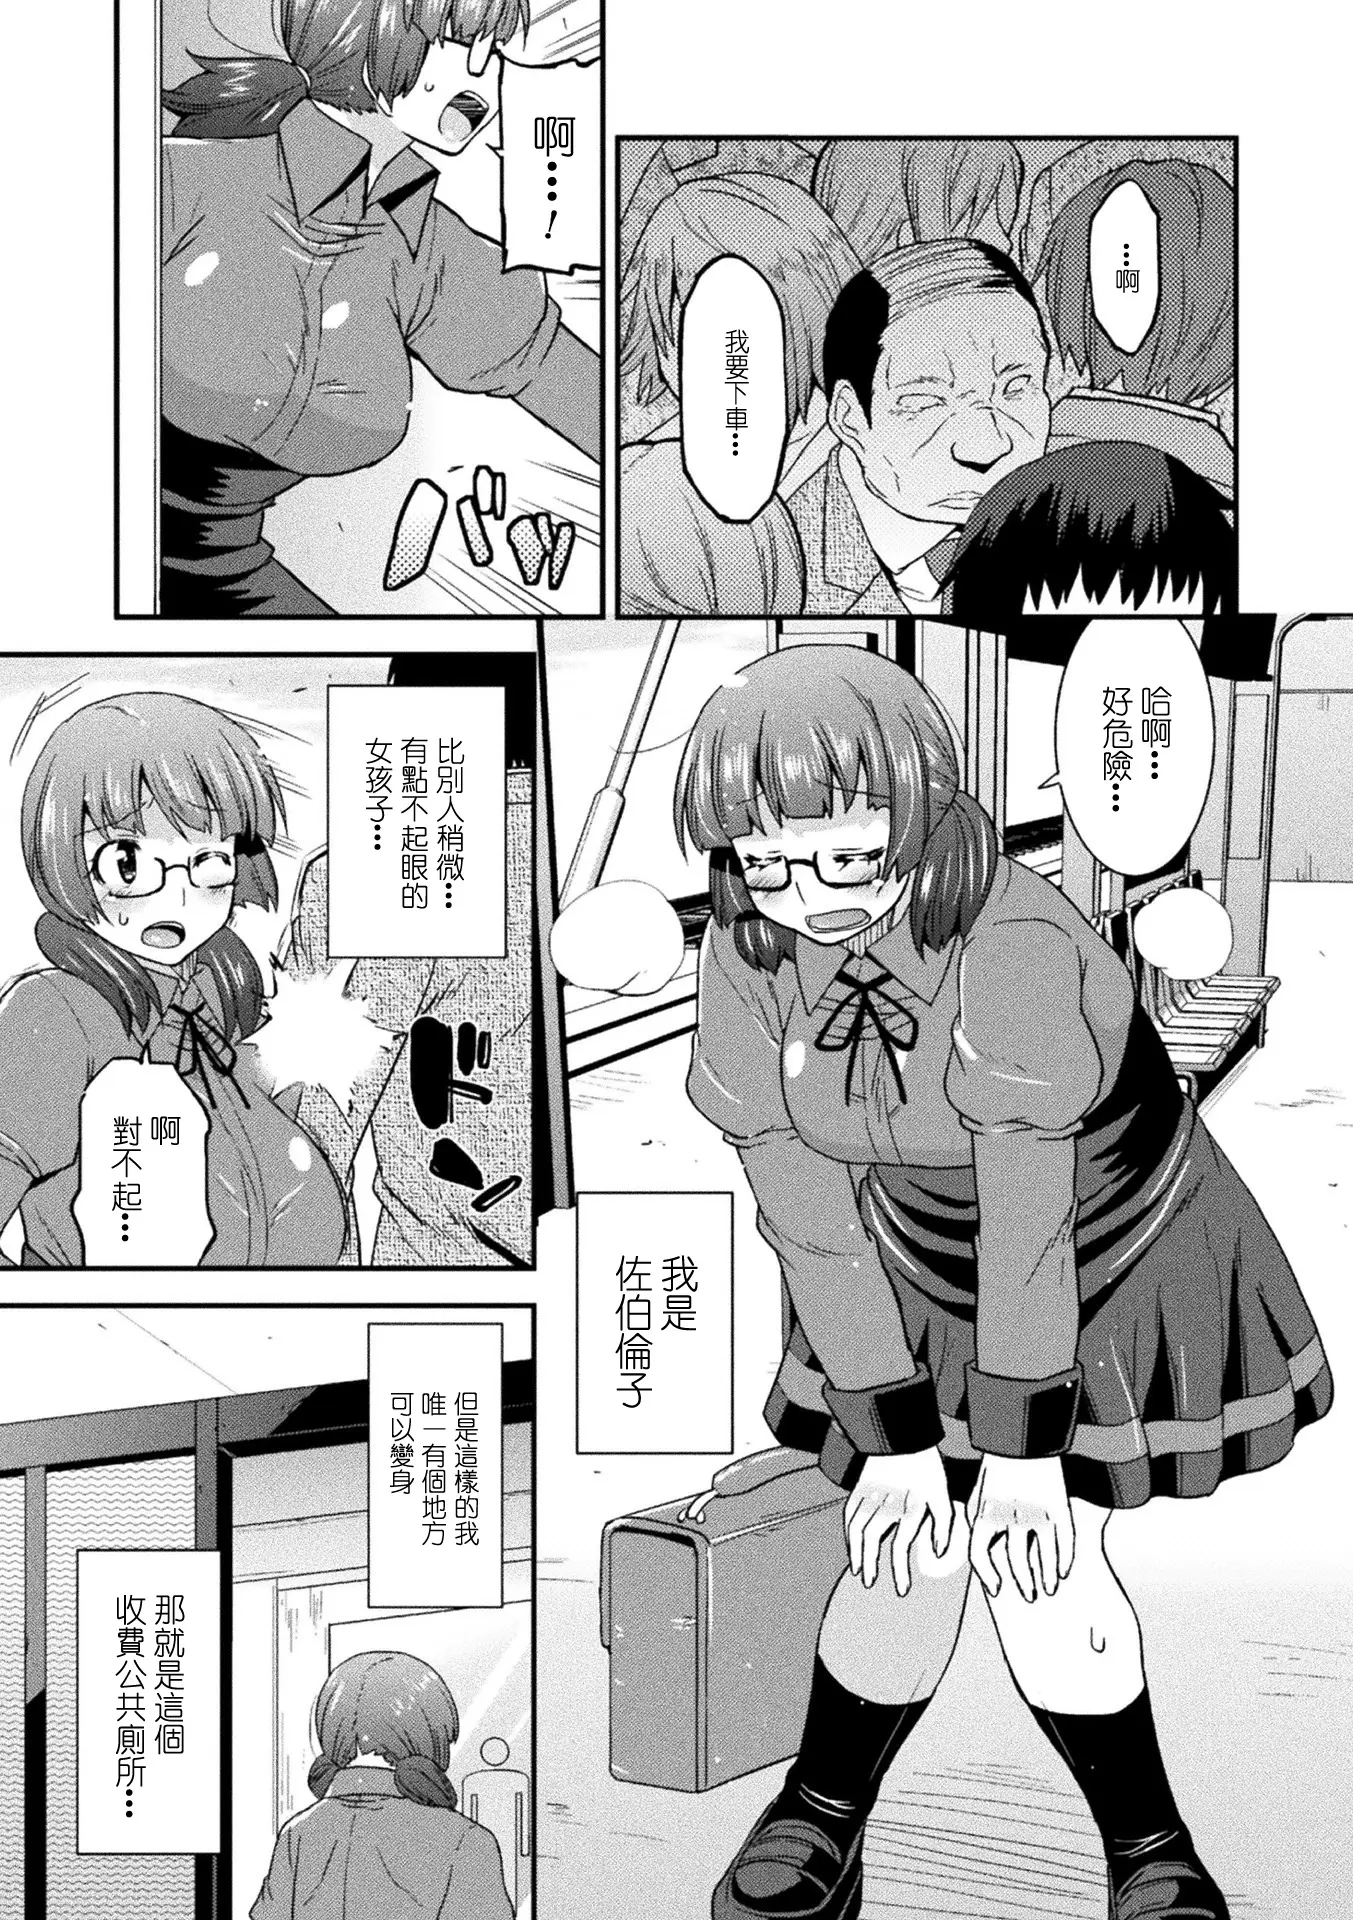 …啊
我要下車…
啊…！
バッ
哈啊…
好危險…
我是
佐伯倫子
比別人稍微…
有點不起眼的
女孩子…
ドン
啊
對不起…
但是這樣的我
唯一有個地方
可以變身
那就是這個
收費公共廁所…